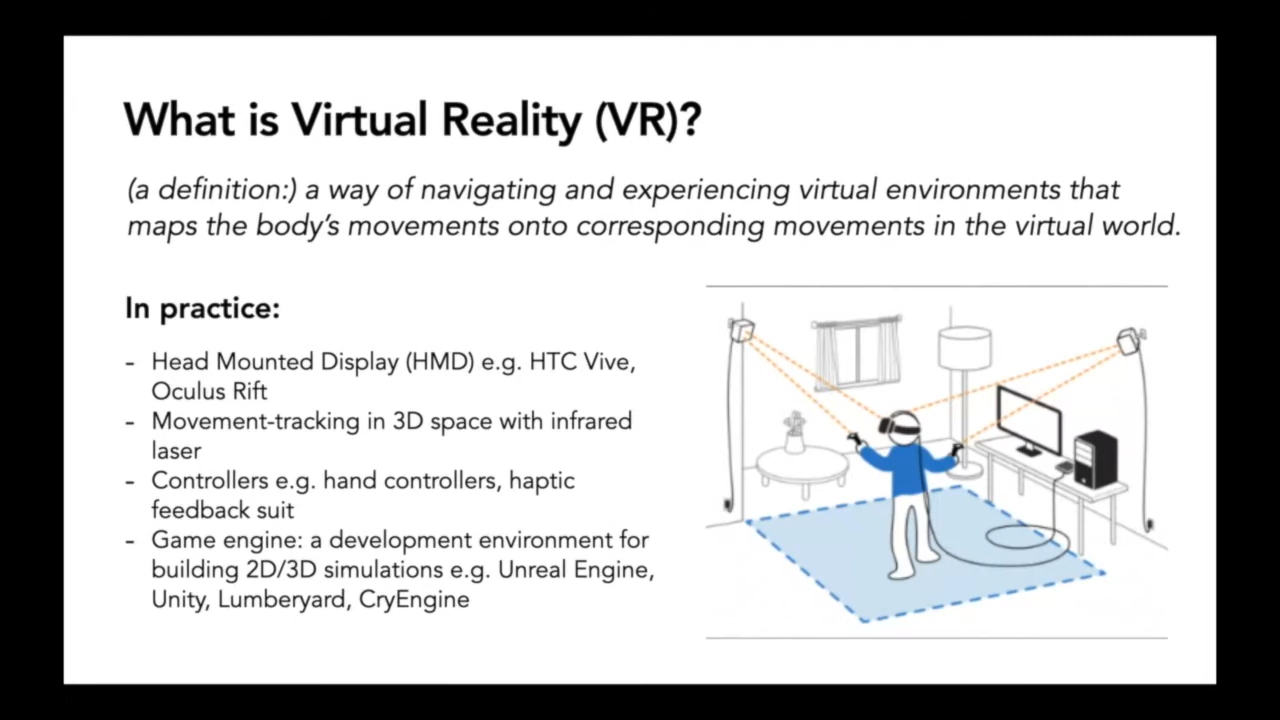 What is Virtual Reality (VR)?
(a definition:) a way of navigating and experiencing virtual environments that
maps the body's movements onto corresponding movements in the virtual world.
In practice:
- Head Mounted Display (HMD) e.g. HTC Vive,
Oculus Rift
- Movement-tracking in 3D space with infrared
laser
- Controllers e.g. hand controllers, haptic
feedback suit
- Game engine: a development environment for
building 2D/3D simulations e.g. Unreal Engine,
Unity, Lumberyard, CryEngine